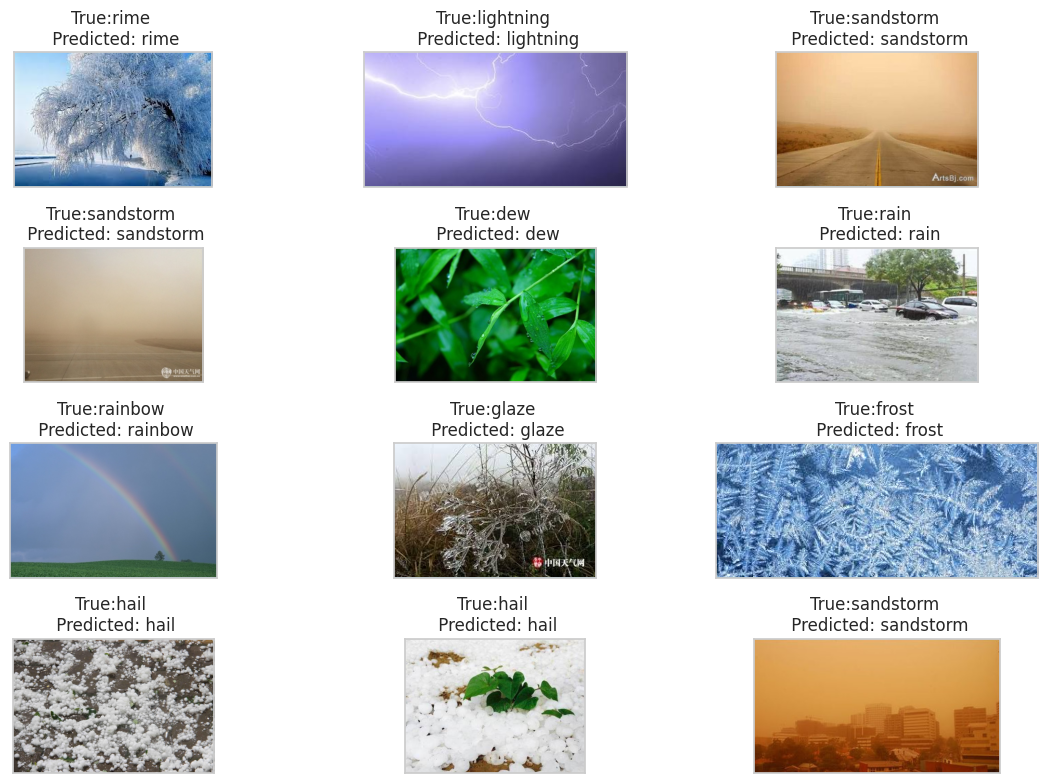 True:rime
Predicted: rime
True:lightning
Predicted: lightning
True:sandstorm
Predicted: sandstorm
ArtsBj.com
True:sandstorm
Predicted: sandstorm
中国天气网
True:dew
Predicted: dew
True:rain
Predicted: rain
True:rainbow
Predicted: rainbow
True:glaze
Predicted: glaze
中国天气网
True:frost
Predicted: frost
True:hail
Predicted: hail
True:hail
Predicted: hail
True:sandstorm
Predicted: sandstorm